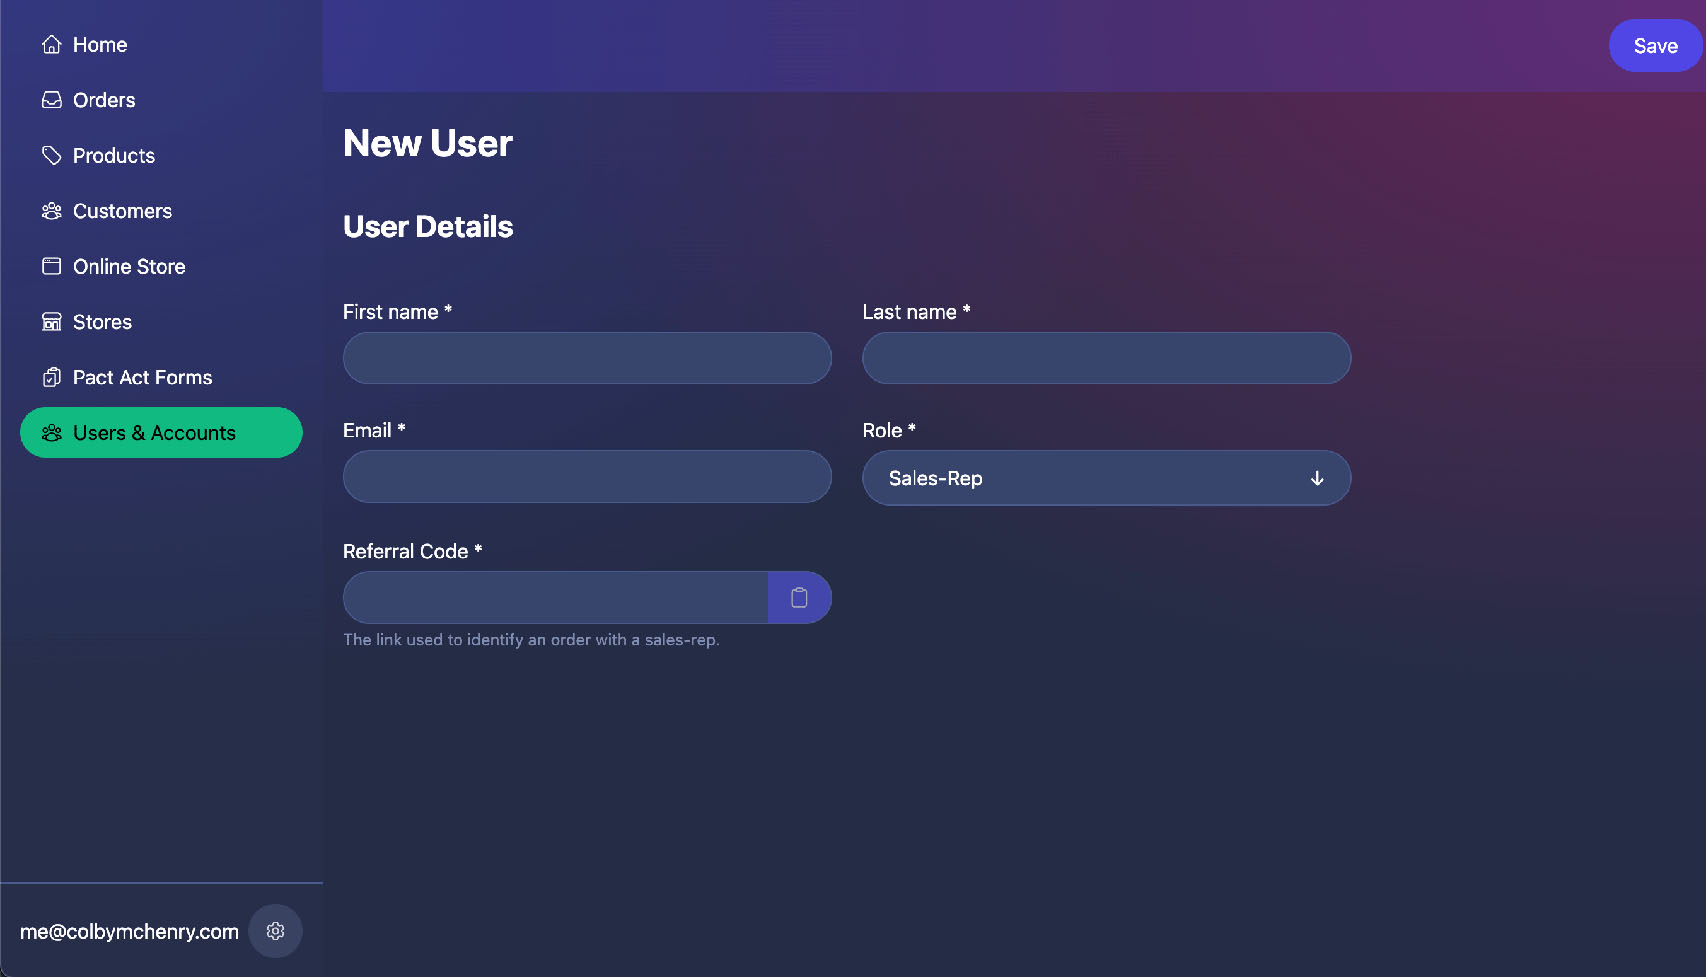 Home
Orders
Products
Customers
Online Store
Stores
Pact Act Forms
Users & Accounts
me@colbymchenry.com
Save
New User
User Details
First name *
Last name *
Email *
Role *
Sales-Rep
Referral Code *
The link used to identify an order with a sales-rep.